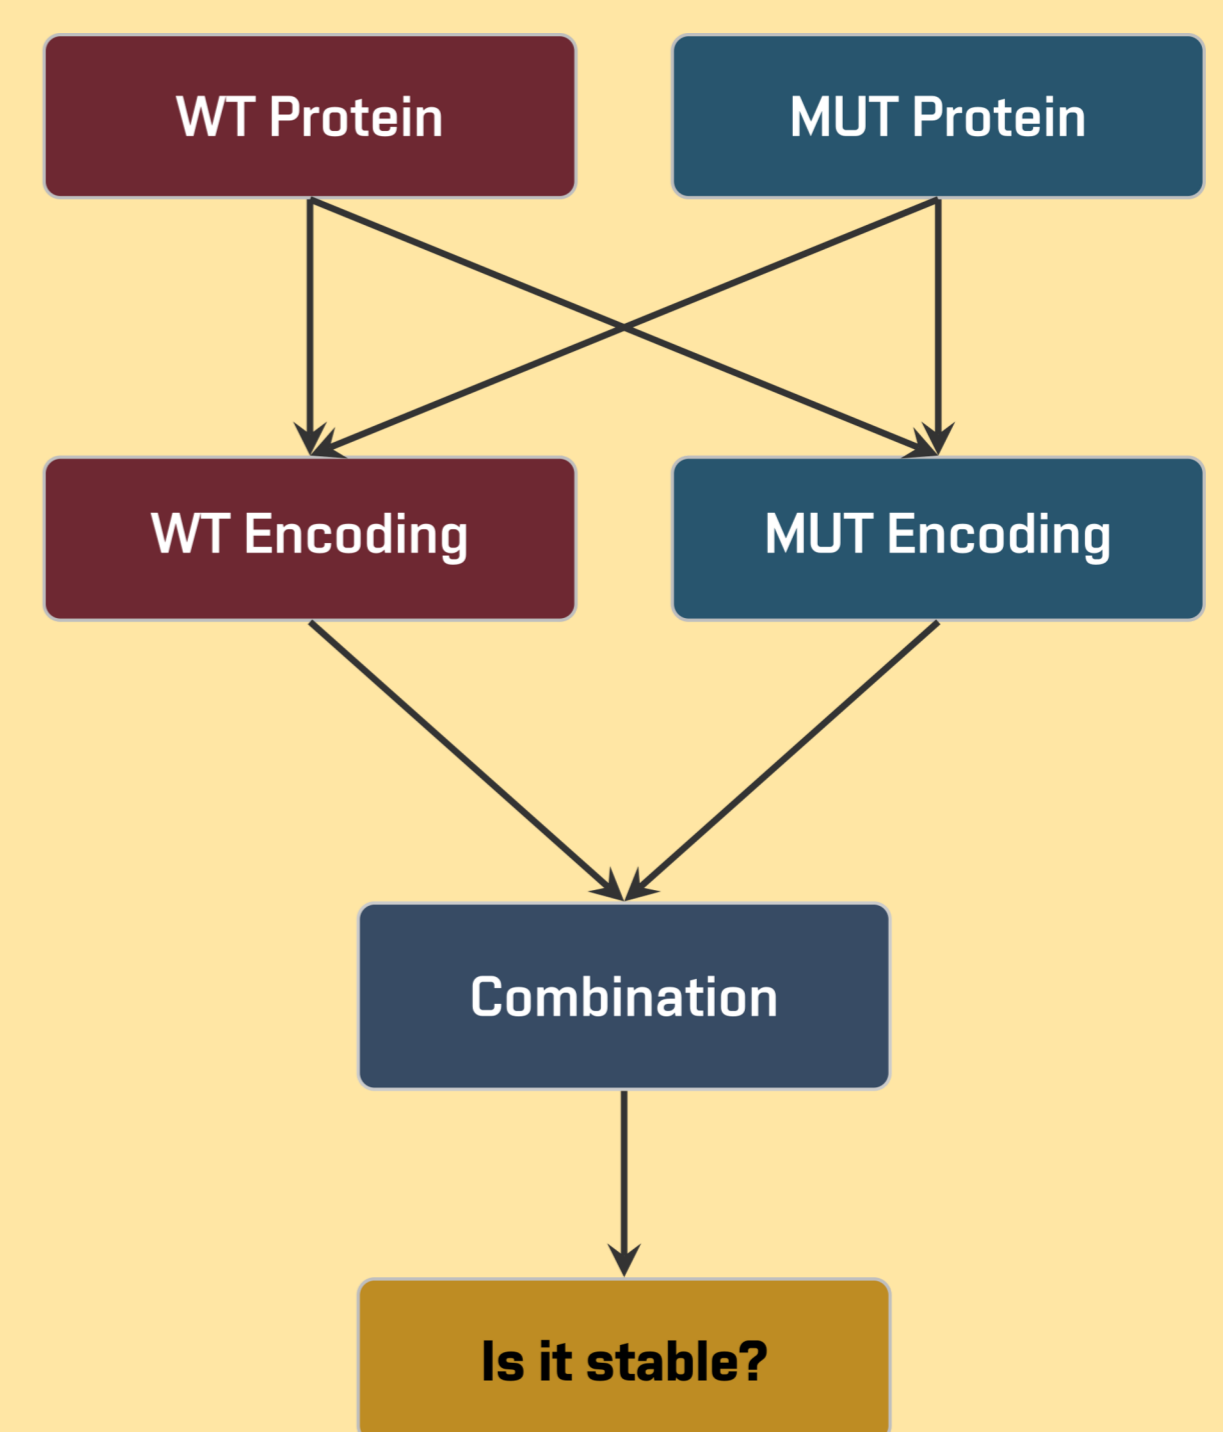 WT Protein
MUT Protein
WT Encoding
MUT Encoding
Combination
Is it stable?